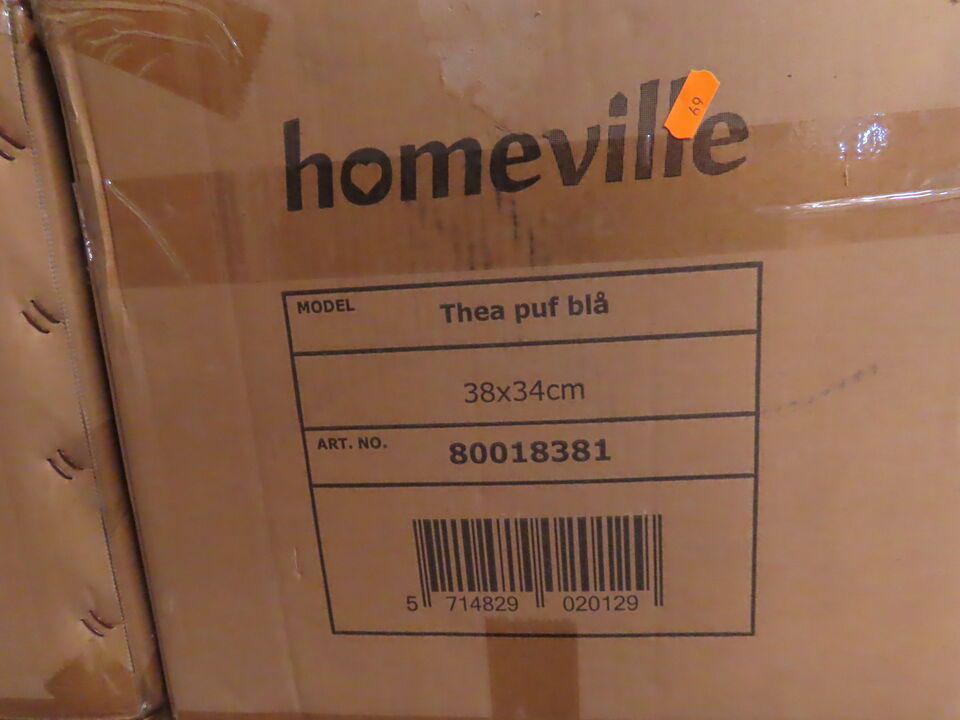 homeville
69
MODEL Thea puf blå
38x34cm
ART. NO. 80018381
5 714829 020129